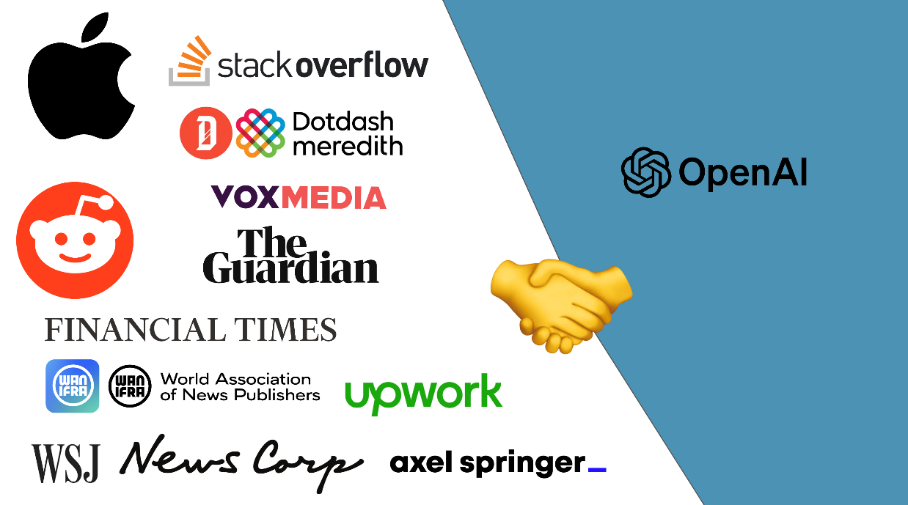 stackoverflow
D
Dotdash
meredith
VOXMEDIA
The
Guardian
FINANCIAL TIMES
WAN
IFRA
WAN
IFRA
World Association
of News Publishers
upwork
WSJ
News Corp
axel springer_
OpenAI